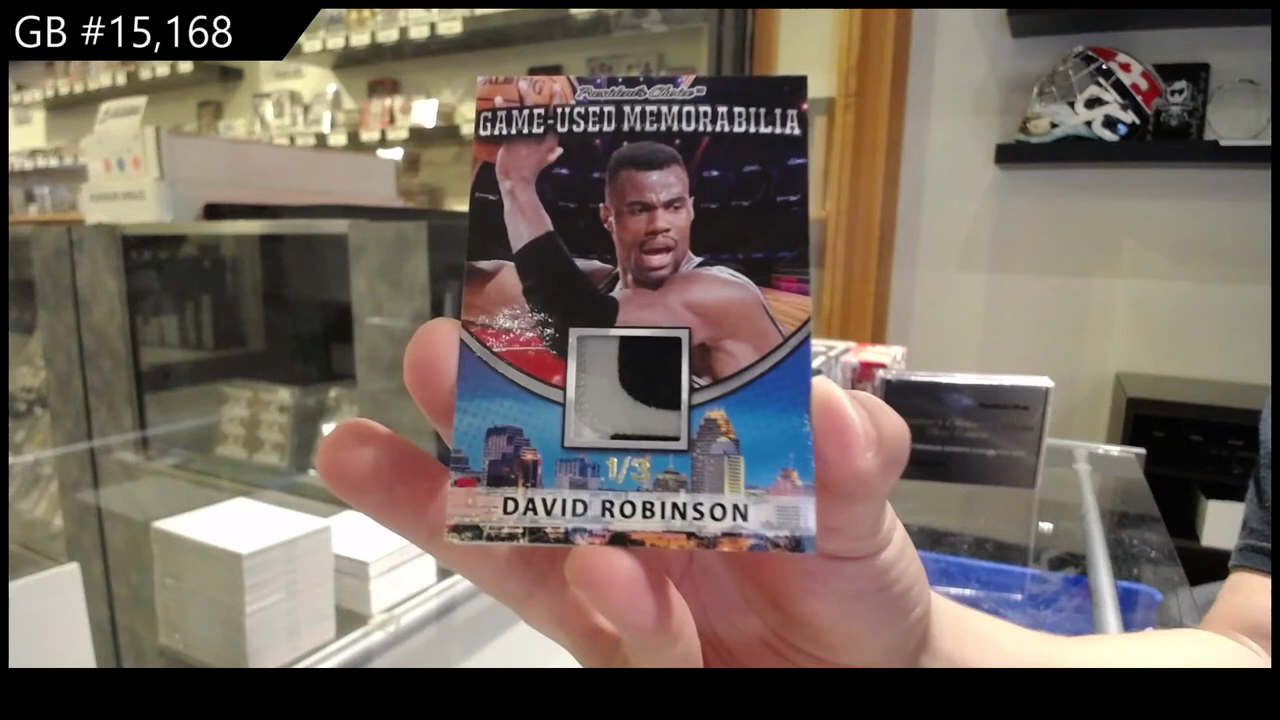 GB #15,168
President's Choice
GAME-USED MEMORABILIA
1/3
DAVID ROBINSON